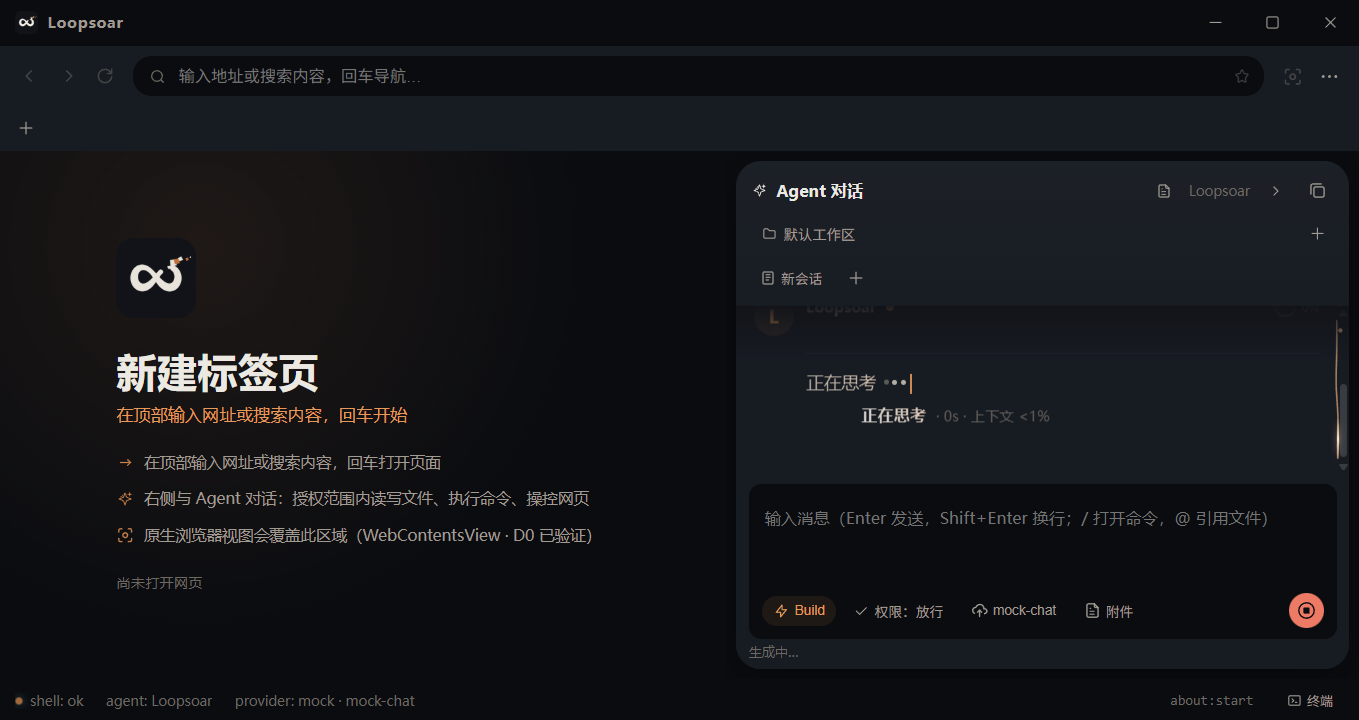 Loopsoar
输入地址或搜索内容，回车导航...
新建标签页
在顶部输入网址或搜索内容，回车开始
→ 在顶部输入网址或搜索内容，回车打开页面
右侧与 Agent 对话：授权范围内读写文件、执行命令、操控网页
原生浏览器视图会覆盖此区域（WebContentsView · D0 已验证）
尚未打开网页
Agent 对话
Loopsoar
默认工作区
新会话
L Loopsoar
正在思考
正在思考 · 0s · 上下文 <1%
输入消息（Enter 发送，Shift+Enter 换行；/ 打开命令，@ 引用文件）
Build 权限：放行 mock-chat 附件
生成中...
shell: ok agent: Loopsoar provider: mock · mock-chat about:start 终端